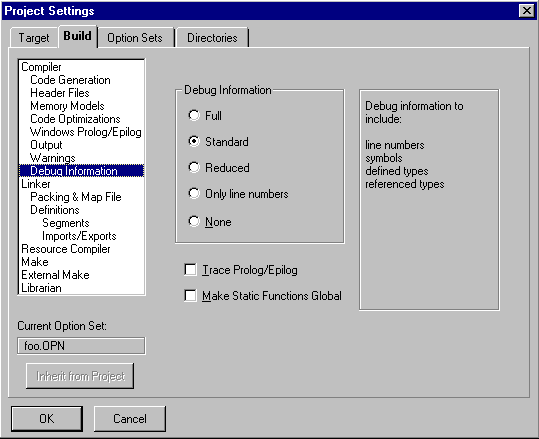 Project Settings
Target
Build
Option Sets
Directories
Compiler
Code Generation
Header Files
Memory Models
Code Optimizations
Windows Prolog/Epilog
Output
Warnings
Debug Information
Linker
Packing & Map File
Definitions
Segments
Imports/Exports
Resource Compiler
Make
External Make
Librarian
Current Option Set:
foo.OPN
Inherit from Project
Debug Information
Full
Standard
Reduced
Only line numbers
None
Trace Prolog/Epilog
Make Static Functions Global
Debug information to
include:
line numbers
symbols
defined types
referenced types
OK
Cancel